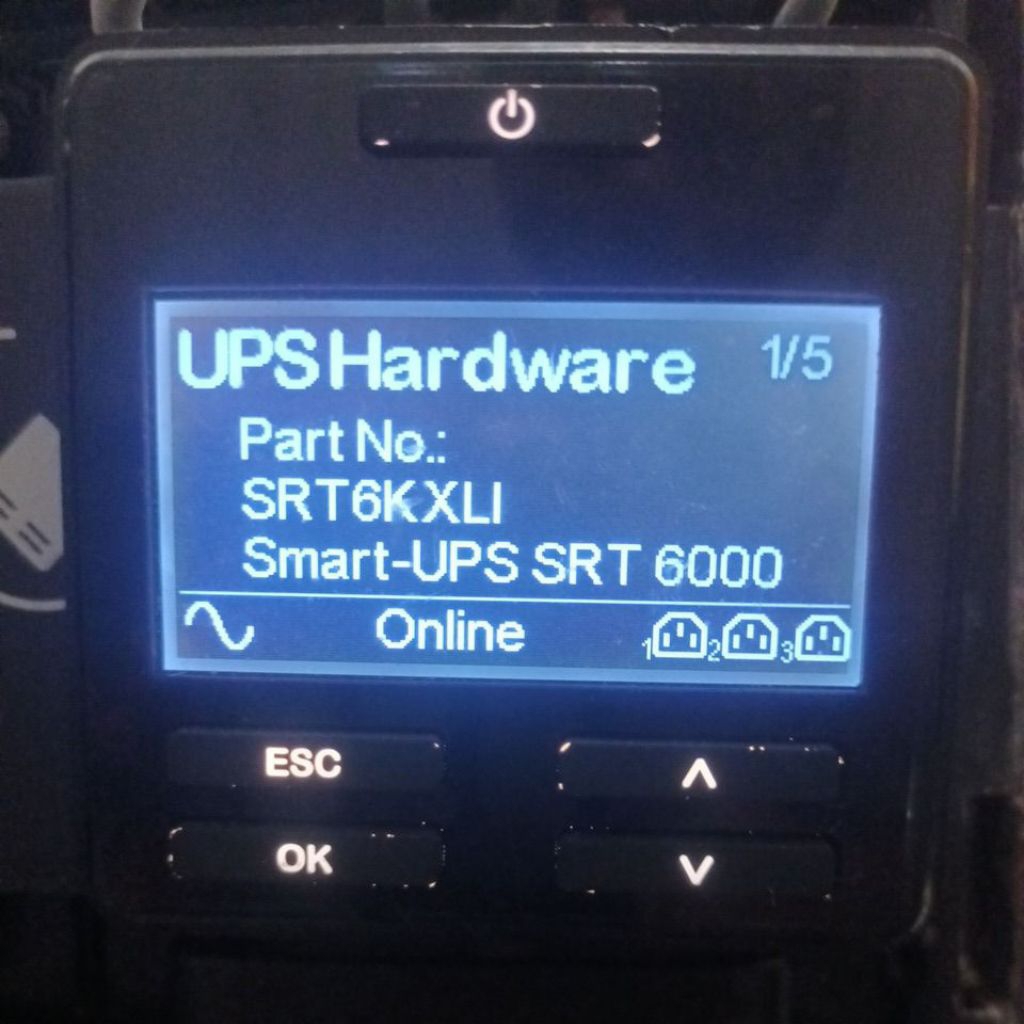 UPS Hardware 1/5
Part No.:
SRT6KXLI
Smart-UPS SRT 6000
Online 1 2 3
ESC
OK